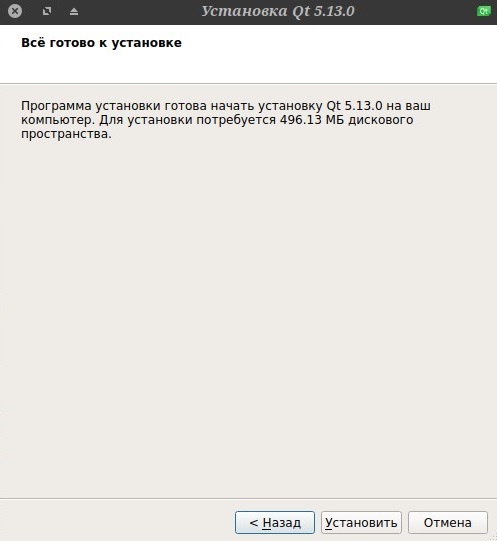 Установка Qt 5.13.0
Qt
Всё готово к установке
Программа установки готова начать установку Qt 5.13.0 на ваш
компьютер. Для установки потребуется 496.13 МБ дискового
пространства.
< Назад Установить Отмена